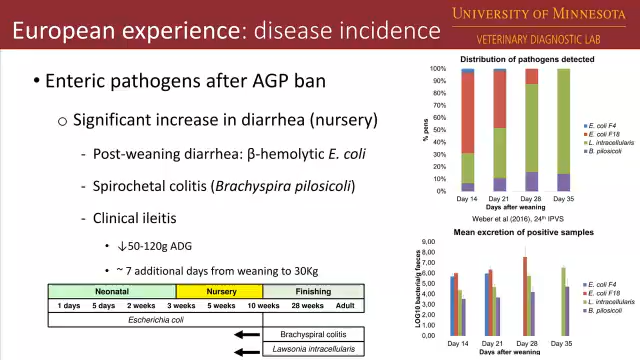 European experience: disease incidence
UNIVERSITY OF MINNESOTA
VETERINARY DIAGNOSTIC LAB
• Enteric pathogens after AGP ban
o Significant increase in diarrhea (nursery)
- Post-weaning diarrhea: β-hemolytic E. coli
- Spirochetal colitis (Brachyspira pilosicoli)
- Clinical ileitis
• ↓50-120g ADG
• ~ 7 additional days from weaning to 30Kg
Neonatal Nursery Finishing
1 days 5 days 2 weeks 3 weeks 5 weeks 10 weeks 28 weeks Adult
Escherichia coli
Brachyspiral colitis
Lawsonia intracellularis
Distribution of pathogens detected
% pens
100%
90%
80%
70%
60%
50%
40%
30%
20%
10%
0%
Day 14 Day 21 Day 28 Day 35
Days after weaning
E. coli F4
E. coli F18
L. intracellularis
B. pilosicoli
Weber et al (2016), 24th IPVS
Mean excretion of positive samples
LOG10 bacteria/g faeces
9,00
8,00
7,00
6,00
5,00
4,00
3,00
2,00
1,00
0,00
Day 14 Day 21 Day 28 Day 35
Days after weaning
E. coli F4
E. coli F18
L. intracellularis
B. pilosicoli